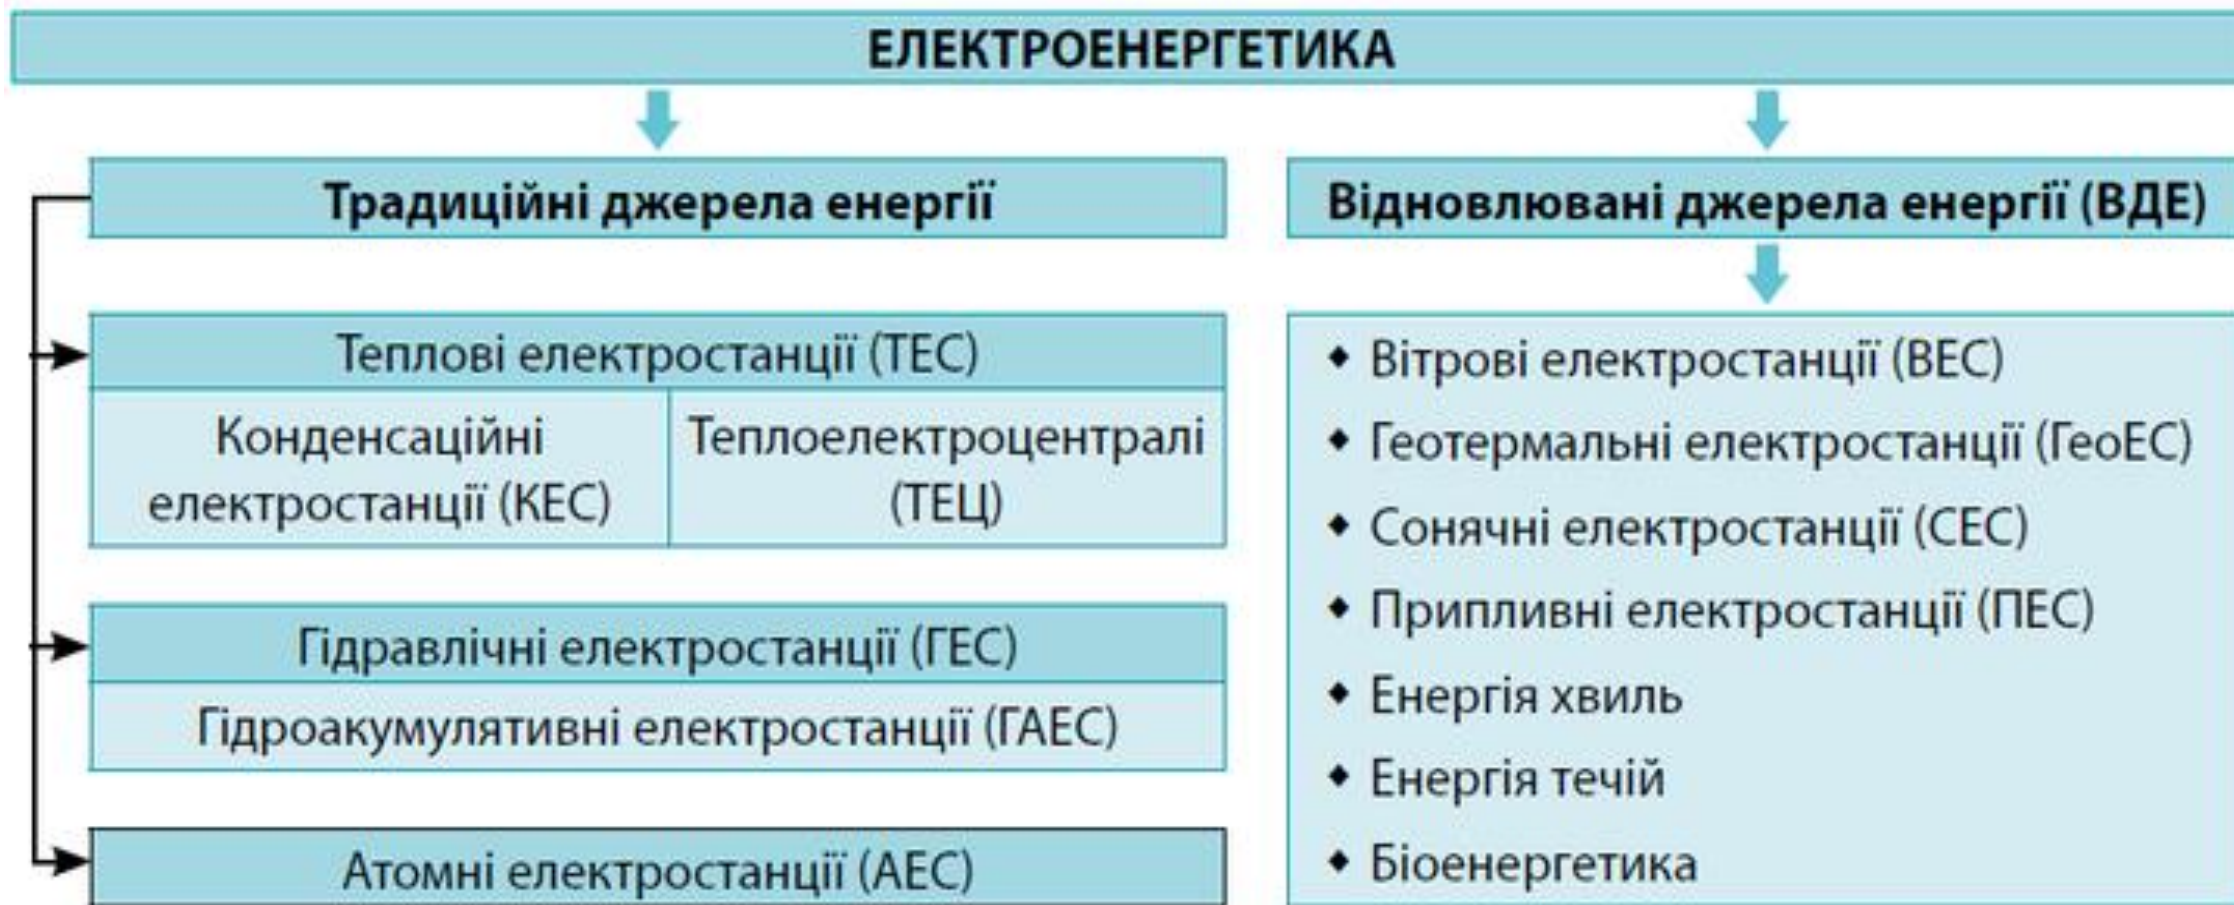 ЕЛЕКТРОЕНЕРГЕТИКА
Традиційні джерела енергії
Теплові електростанції (ТЕС)
Конденсаційні
електростанції (КЕС)
Теплоелектроцентралі
(ТЕЦ)
Гідравлічні електростанції (ГЕС)
Гідроакумулятивні електростанції (ГАЕС)
Атомні електростанції (АЕС)
Відновлювані джерела енергії (ВДЕ)
◆ Вітрові електростанції (ВЕС)
◆ Геотермальні електростанції (ГеоЕС)
◆ Сонячні електростанції (СЕС)
◆ Припливні електростанції (ПЕС)
◆ Енергія хвиль
◆ Енергія течій
◆ Біоенергетика